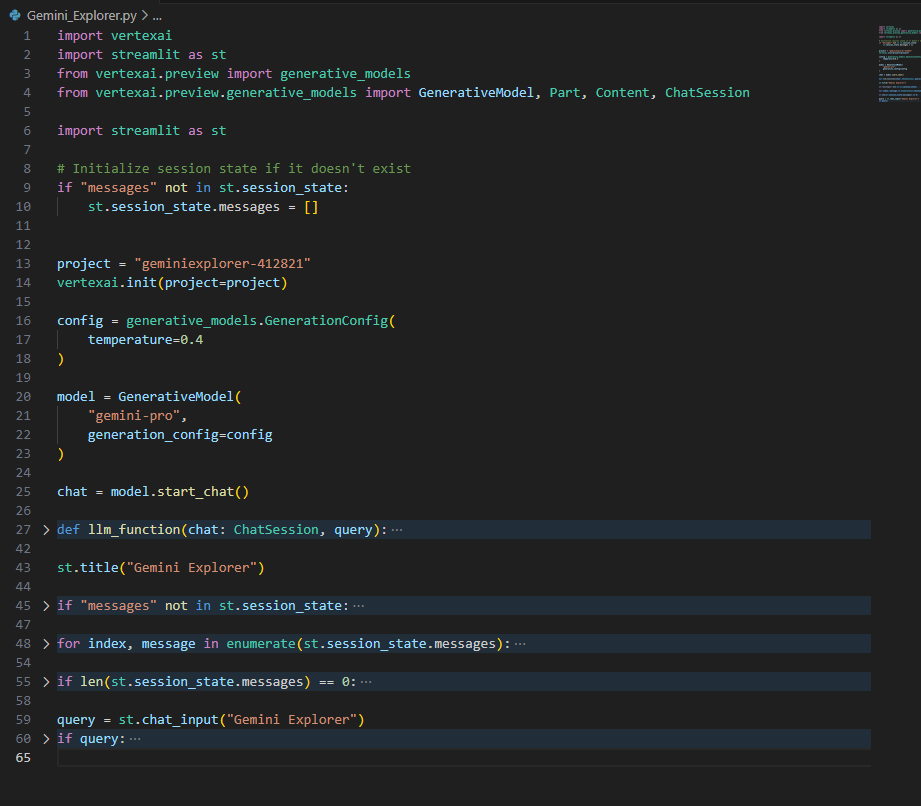 Gemini_Explorer.py > ...
1 import vertexai
2 import streamlit as st
3 from vertexai.preview import generative_models
4 from vertexai.preview.generative_models import GenerativeModel, Part, Content, ChatSession
5
6 import streamlit as st
7
8 # Initialize session state if it doesn't exist
9 if "messages" not in st.session_state:
10     st.session_state.messages = []
11
12
13 project = "geminiexplorer-412821"
14 vertexai.init(project=project)
15
16 config = generative_models.GenerationConfig(
17     temperature=0.4
18 )
19
20 model = GenerativeModel(
21     "gemini-pro",
22     generation_config=config
23 )
24
25 chat = model.start_chat()
26
27 > def llm_function(chat: ChatSession, query):···
42
43 st.title("Gemini Explorer")
44
45 > if "messages" not in st.session_state:···
47
48 > for index, message in enumerate(st.session_state.messages):···
54
55 > if len(st.session_state.messages) == 0:···
58
59 query = st.chat_input("Gemini Explorer")
60 > if query:···
65